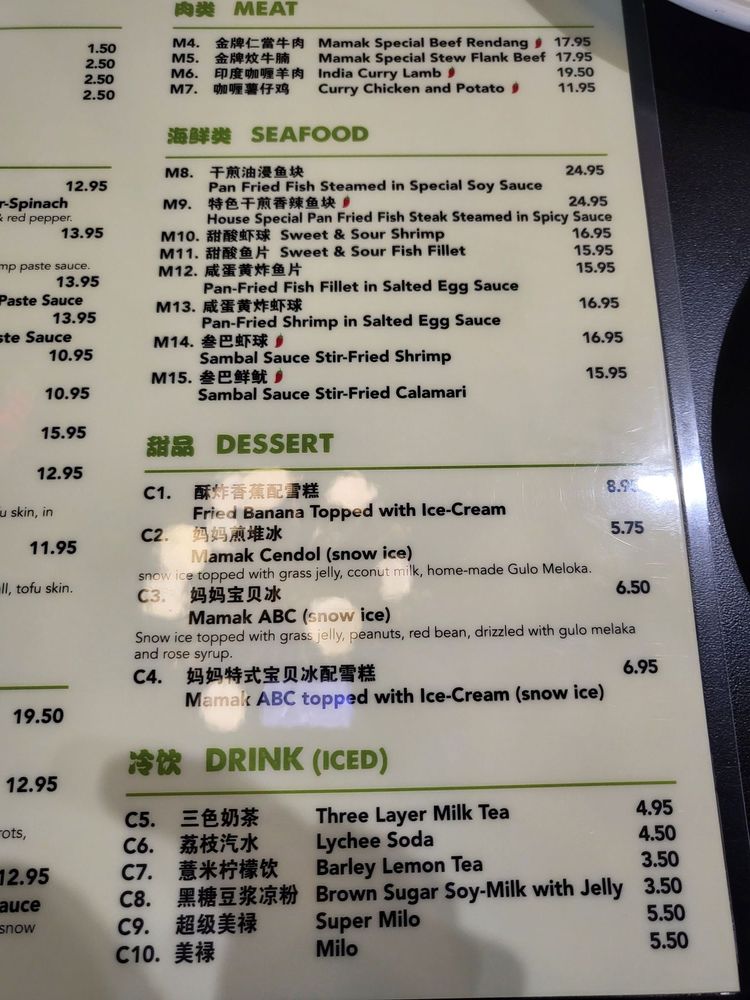 1.50
2.50
2.50
2.50
12.95
r-Spinach
& red pepper.
13.95
mp paste sauce.
13.95
Paste Sauce
13.95
ste Sauce
10.95
10.95
15.95
12.95
u skin, in
11.95
ll, tofu skin.
19.50
12.95
rots,
12.95
auce
snow
肉类 MEAT
M4. 金牌仁當牛肉 Mamak Special Beef Rendang 17.95
M5. 金牌炆牛腩 Mamak Special Stew Flank Beef 17.95
M6. 印度咖喱羊肉 India Curry Lamb 19.50
M7. 咖喱薯仔鸡 Curry Chicken and Potato 11.95
海鲜类 SEAFOOD
M8. 干煎油浸鱼块 24.95
Pan Fried Fish Steamed in Special Soy Sauce
M9. 特色干煎香辣鱼块 24.95
House Special Pan Fried Fish Steak Steamed in Spicy Sauce
M10. 甜酸虾球 Sweet & Sour Shrimp 16.95
M11. 甜酸鱼片 Sweet & Sour Fish Fillet 15.95
M12. 咸蛋黄炸鱼片 15.95
Pan-Fried Fish Fillet in Salted Egg Sauce
M13. 咸蛋黄炸虾球 16.95
Pan-Fried Shrimp in Salted Egg Sauce
M14. 叁巴虾球 16.95
Sambal Sauce Stir-Fried Shrimp
M15. 叁巴鲜鱿 15.95
Sambal Sauce Stir-Fried Calamari
甜品 DESSERT
C1. 酥炸香蕉配雪糕 8.95
Fried Banana Topped with Ice-Cream
C2. 妈妈煎堆冰 5.75
Mamak Cendol (snow ice)
snow ice topped with grass jelly, cconut milk, home-made Gulo Meloka.
C3. 妈妈宝贝冰 6.50
Mamak ABC (snow ice)
Snow ice topped with grass jelly, peanuts, red bean, drizzled with gulo melaka
and rose syrup.
C4. 妈妈特式宝贝冰配雪糕 6.95
Mamak ABC topped with Ice-Cream (snow ice)
冷饮 DRINK (ICED)
C5. 三色奶茶 Three Layer Milk Tea 4.95
C6. 荔枝汽水 Lychee Soda 4.50
C7. 薏米柠檬饮 Barley Lemon Tea 3.50
C8. 黑糖豆浆凉粉 Brown Sugar Soy-Milk with Jelly 3.50
C9. 超级美禄 Super Milo 5.50
C10. 美禄 Milo 5.50